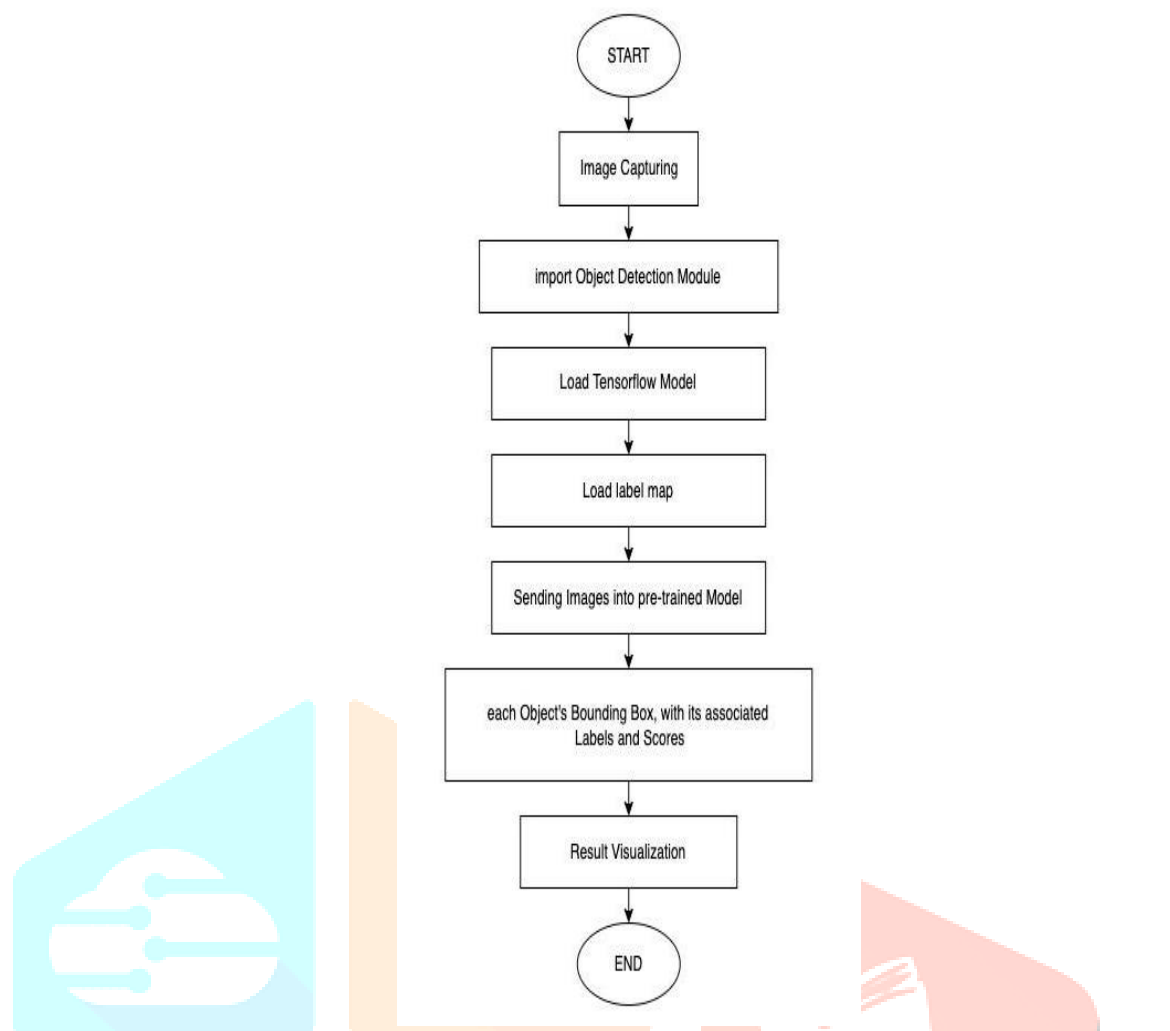 START
Image Capturing
import Object Detection Module
Load Tensorflow Model
Load label map
Sending Images into pre-trained Model
each Object's Bounding Box, with its associated
Labels and Scores
Result Visualization
END